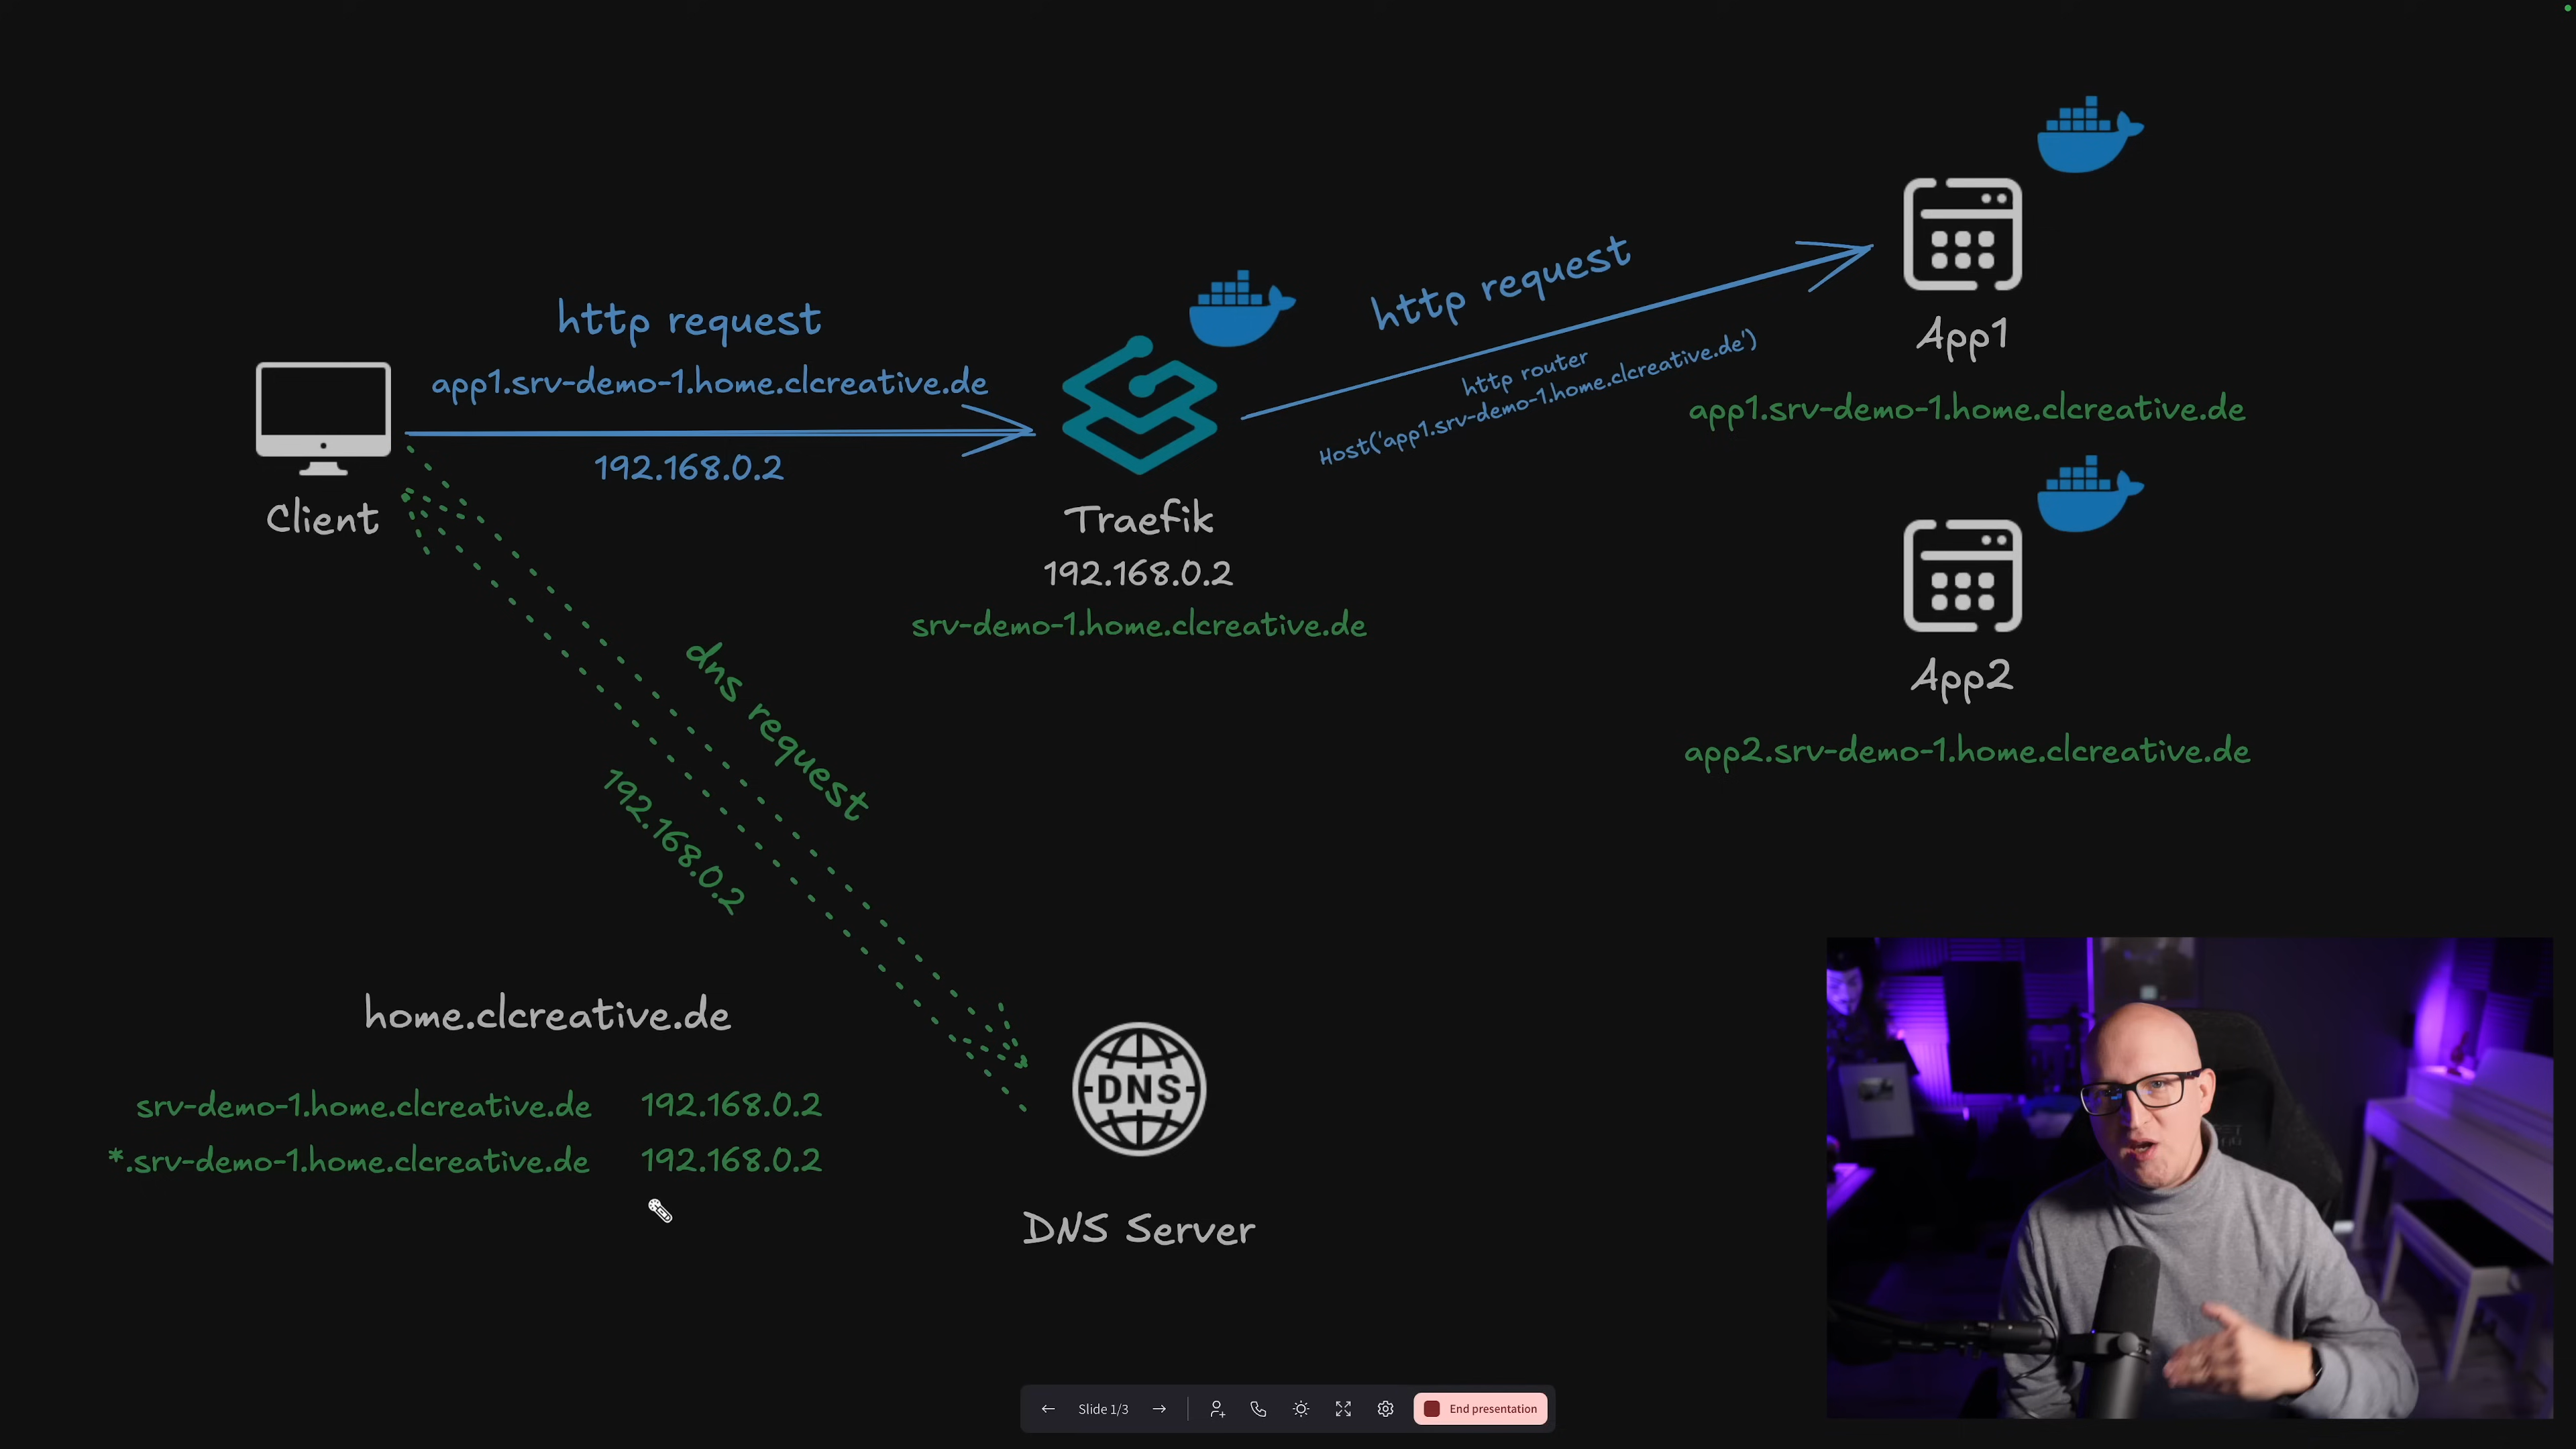 http request
app1.srv-demo-1.home.clcreative.de
192.168.0.2
Client
Traefik
192.168.0.2
srv-demo-1.home.clcreative.de
http request
http router
Host('app1.srv-demo-1.home.clcreative.de')
App1
app1.srv-demo-1.home.clcreative.de
App2
app2.srv-demo-1.home.clcreative.de
dns request
192.168.0.2
home.clcreative.de
srv-demo-1.home.clcreative.de 192.168.0.2
*.srv-demo-1.home.clcreative.de 192.168.0.2
DNS
DNS Server
Slide 1/3
End presentation